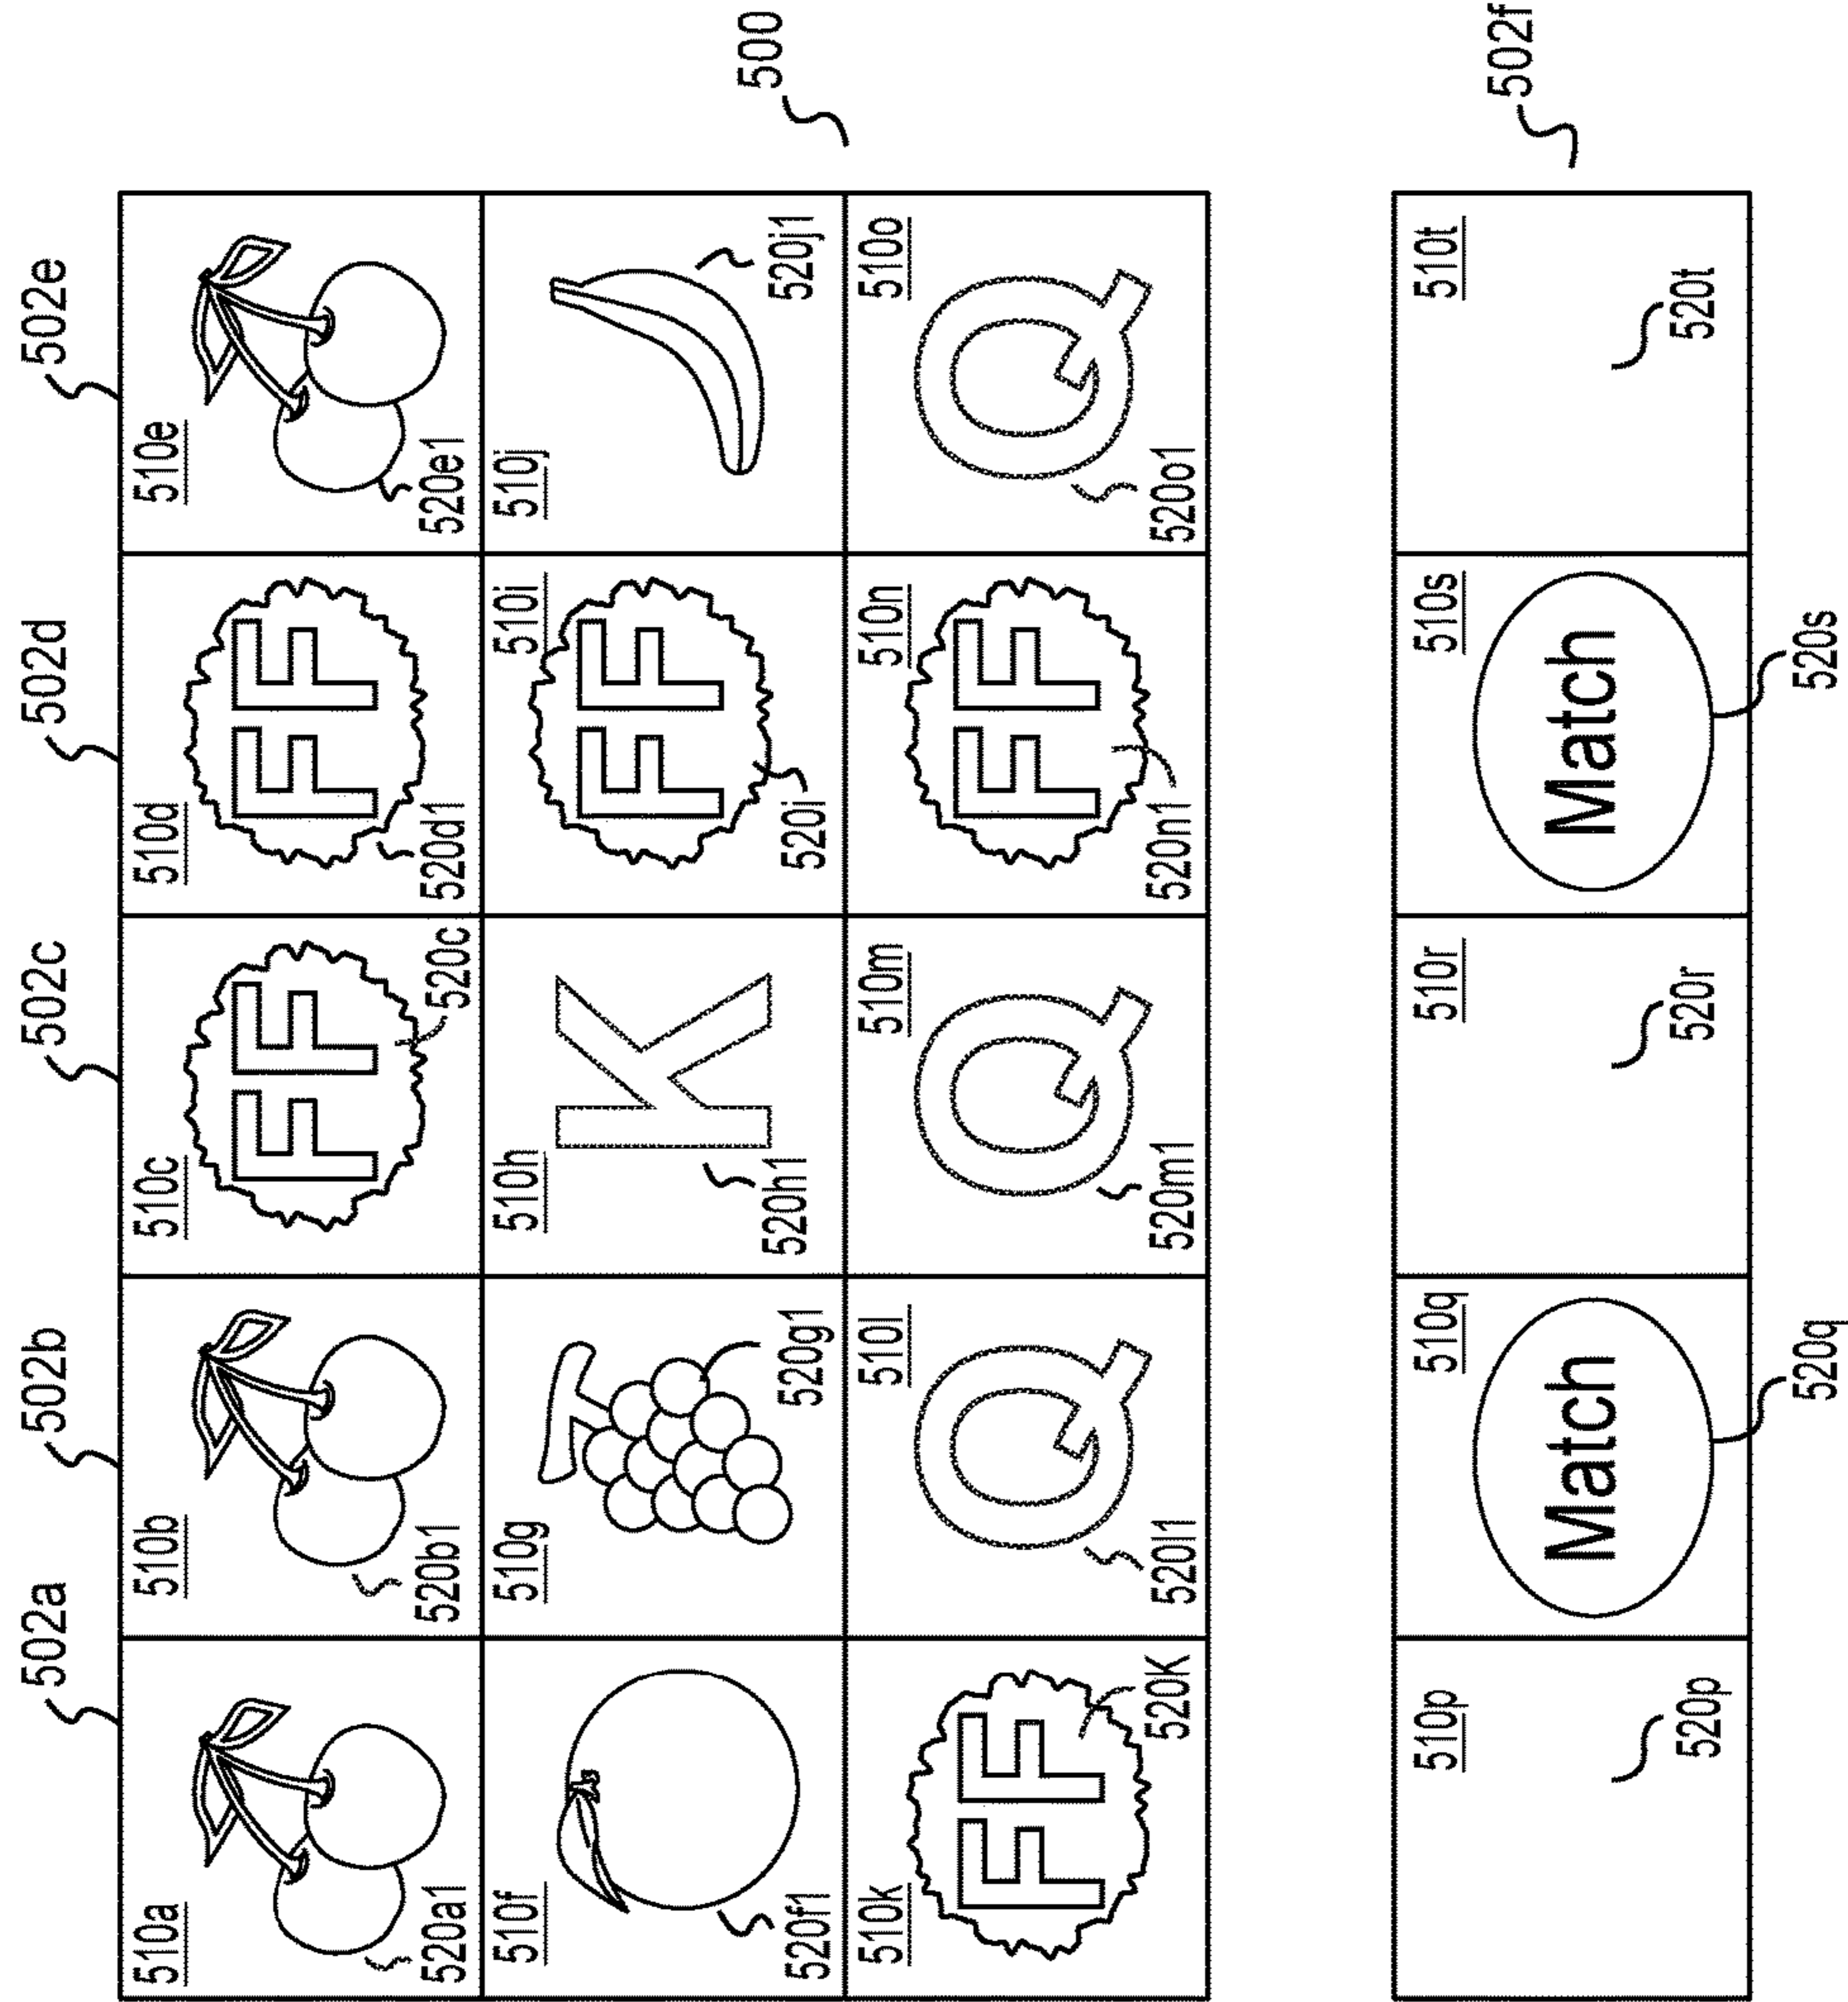 502a 502b 502c 502d 502e
510a 510b 510c 510d 510e
FF FF
520a1 520b1 520c 520d1 520e1
510f 510g 510h 510i 510j
K FF
520f1 520g1 520h1 520i 520j1
510k 510l 510m 510n 510o
FF Q Q FF Q
520K 520l1 520m1 520n1 520o1
500
510p 510q 510r 510s 510t
Match Match
520p 520r 520t
520q 520s
502f